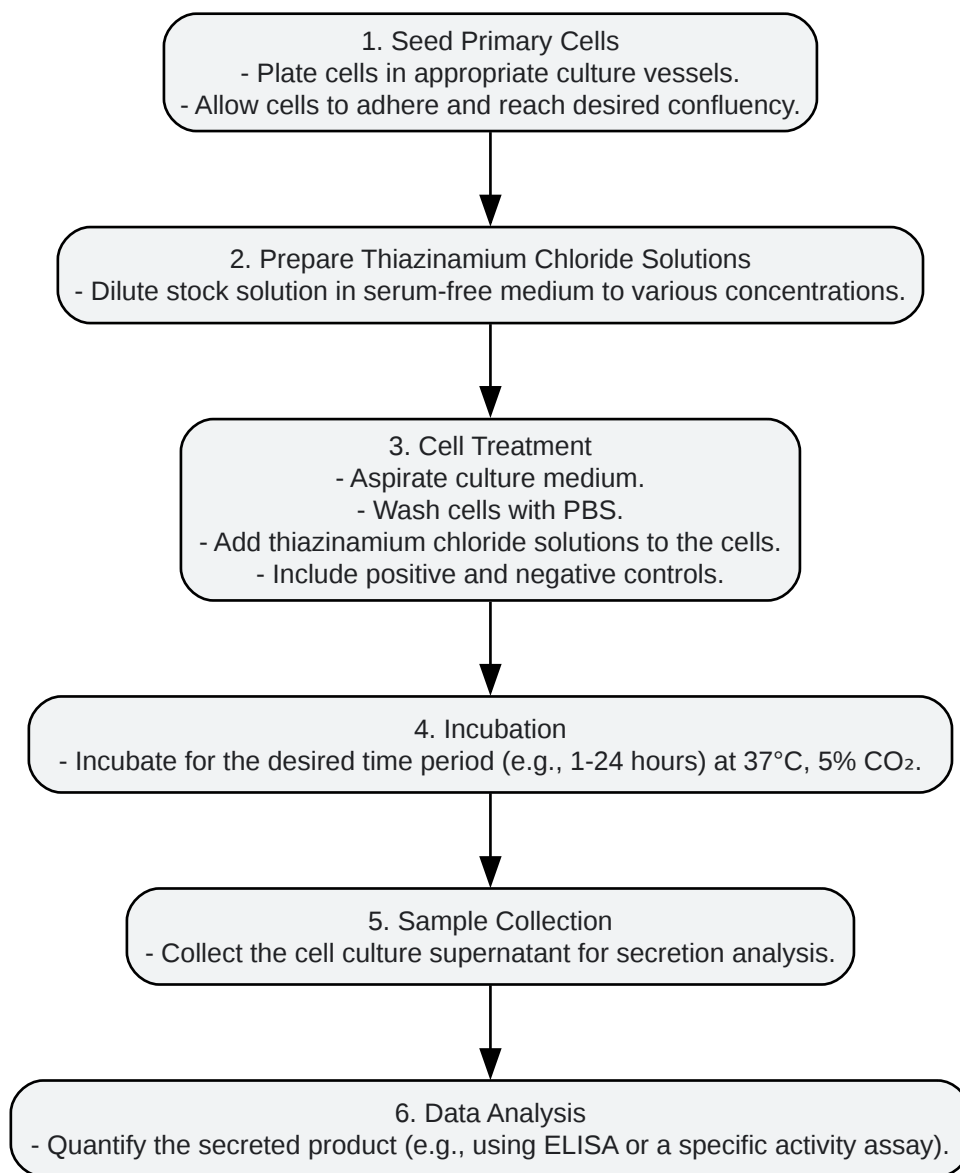 1. Seed Primary Cells
- Plate cells in appropriate culture vessels.
- Allow cells to adhere and reach desired confluency.
2. Prepare Thiazinamium Chloride Solutions
- Dilute stock solution in serum-free medium to various concentrations.
3. Cell Treatment
- Aspirate culture medium.
- Wash cells with PBS.
- Add thiazinamium chloride solutions to the cells.
- Include positive and negative controls.
4. Incubation
- Incubate for the desired time period (e.g., 1-24 hours) at 37°C, 5% CO₂.
5. Sample Collection
- Collect the cell culture supernatant for secretion analysis.
6. Data Analysis
- Quantify the secreted product (e.g., using ELISA or a specific activity assay).